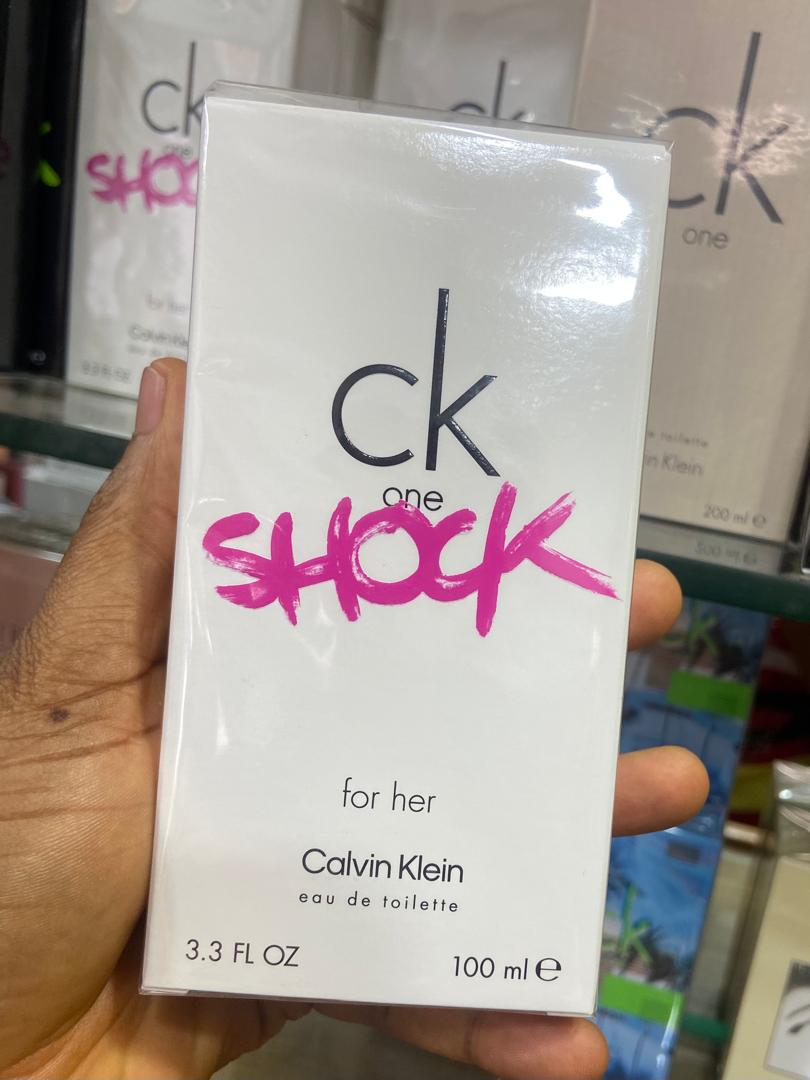 ck
one
SHOCK
for her
Calvin Klein
eau de toilette
3.3 FL OZ
100 ml e
ck
one
for her
ck
one
200 ml e